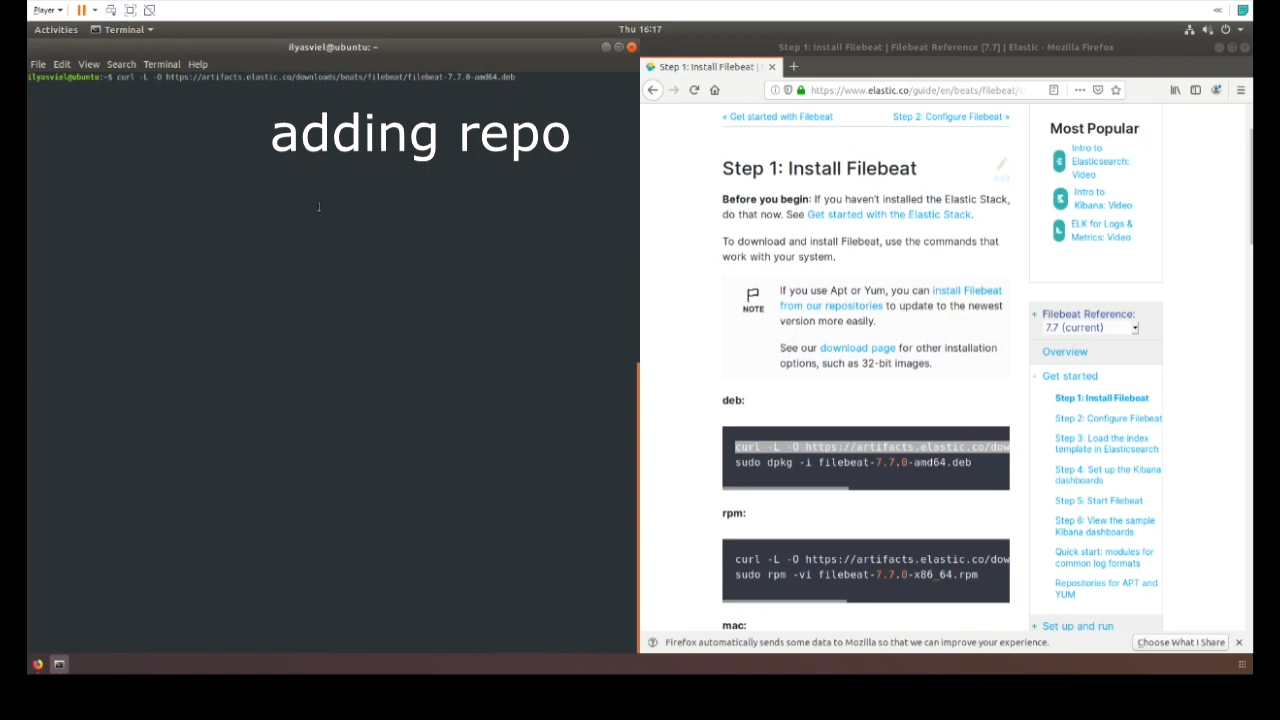 Player
Activities Terminal Thu 16:17
ilyasviel@ubuntu: ~
File Edit View Search Terminal Help
ilyasviel@ubuntu:~$ curl -L -O https://artifacts.elastic.co/downloads/beats/filebeat/filebeat-7.7.0-amd64.deb
adding repo
Step 1: Install Filebeat | Filebeat Reference [7.7] | Elastic - Mozilla Firefox
Step 1: Install Filebeat |
https://www.elastic.co/guide/en/beats/filebeat/
« Get started with Filebeat
Step 2: Configure Filebeat »
Step 1: Install Filebeat
Before you begin: If you haven't installed the Elastic Stack,
do that now. See Get started with the Elastic Stack.
To download and install Filebeat, use the commands that
work with your system.
NOTE
If you use Apt or Yum, you can install Filebeat
from our repositories to update to the newest
version more easily.
See our download page for other installation
options, such as 32-bit images.
deb:
curl -L -O https://artifacts.elastic.co/dow
sudo dpkg -i filebeat-7.7.0-amd64.deb
rpm:
curl -L -O https://artifacts.elastic.co/dow
sudo rpm -vi filebeat-7.7.0-x86_64.rpm
mac:
Most Popular
Intro to
Elasticsearch:
Video
Intro to
Kibana: Video
ELK for Logs &
Metrics: Video
+ Filebeat Reference:
7.7 (current)
Overview
- Get started
Step 1: Install Filebeat
Step 2: Configure Filebeat
Step 3: Load the index
template in Elasticsearch
Step 4: Set up the Kibana
dashboards
Step 5: Start Filebeat
Step 6: View the sample
Kibana dashboards
Quick start: modules for
common log formats
Repositories for APT and
YUM
+ Set up and run
Firefox automatically sends some data to Mozilla so that we can improve your experience.
Choose What I Share